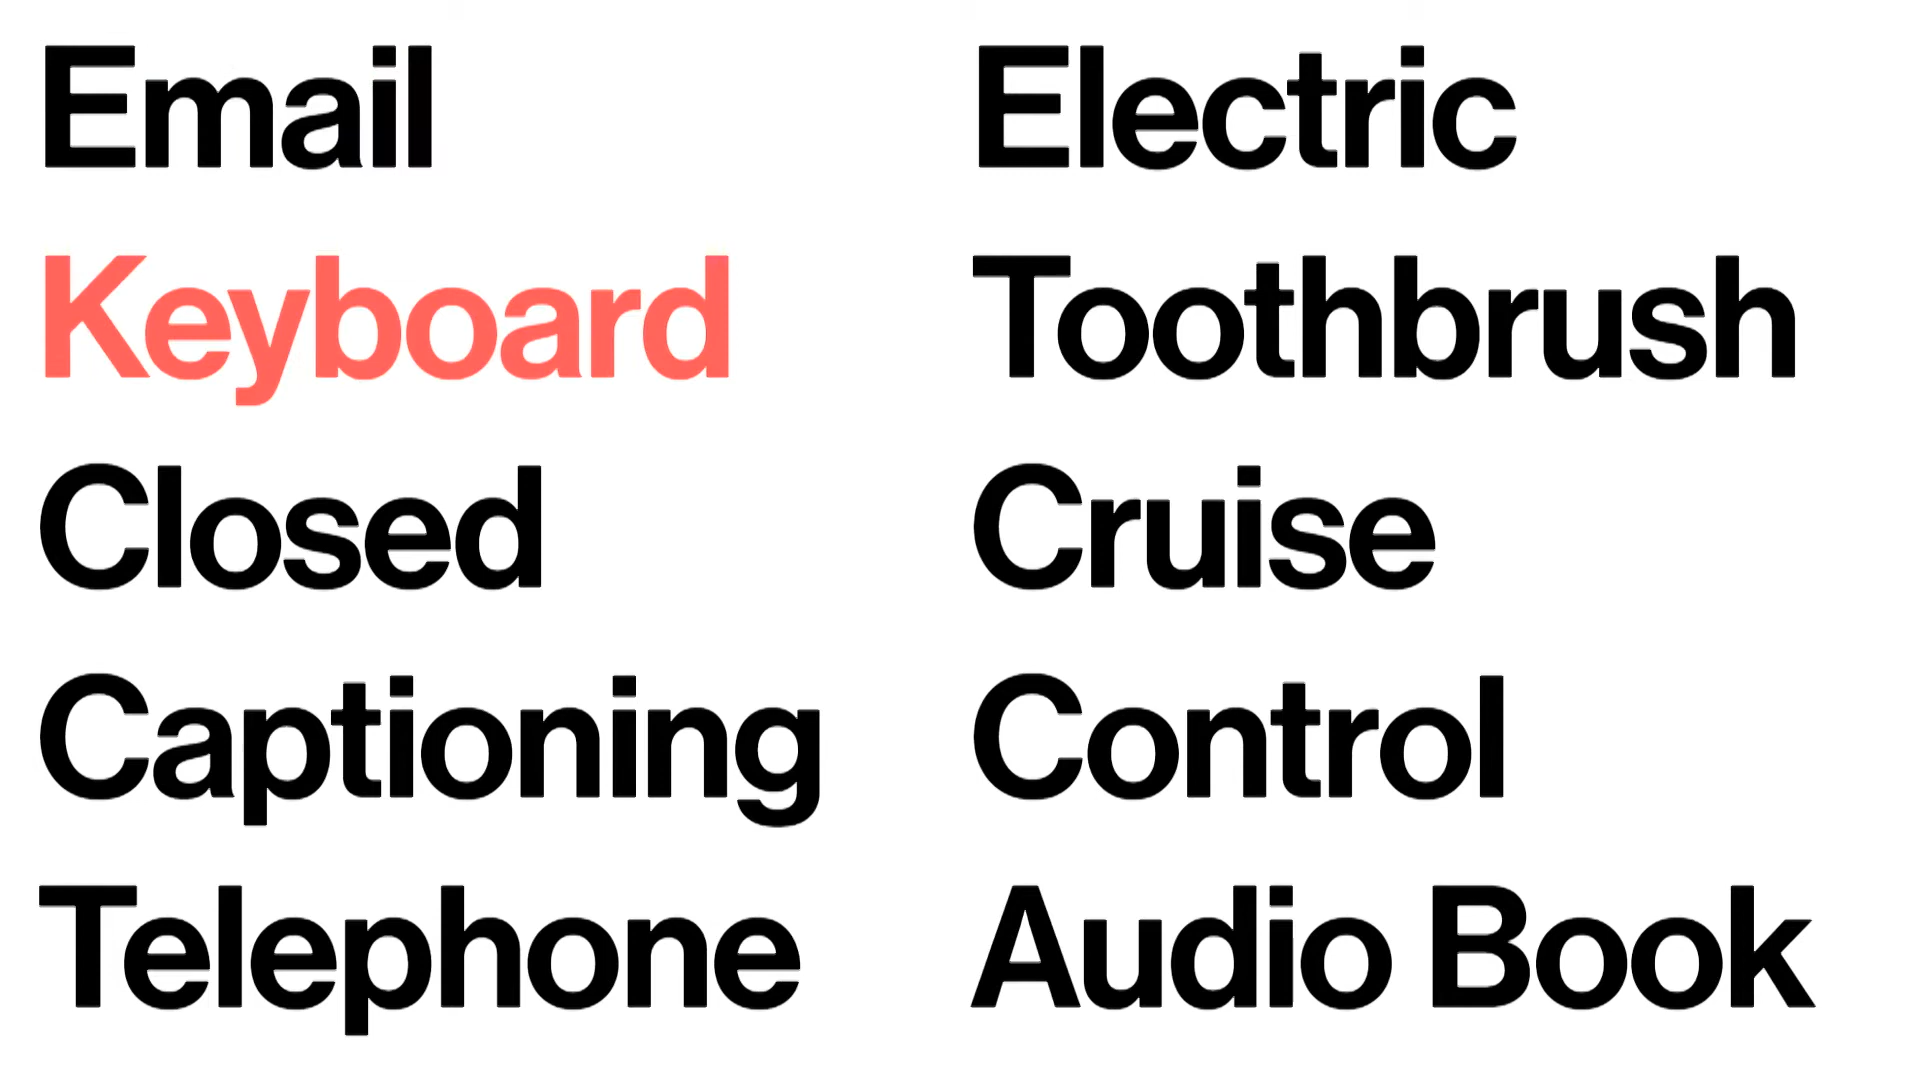 Email
Keyboard
Closed
Captioning
Telephone
Electric
Toothbrush
Cruise
Control
Audio Book